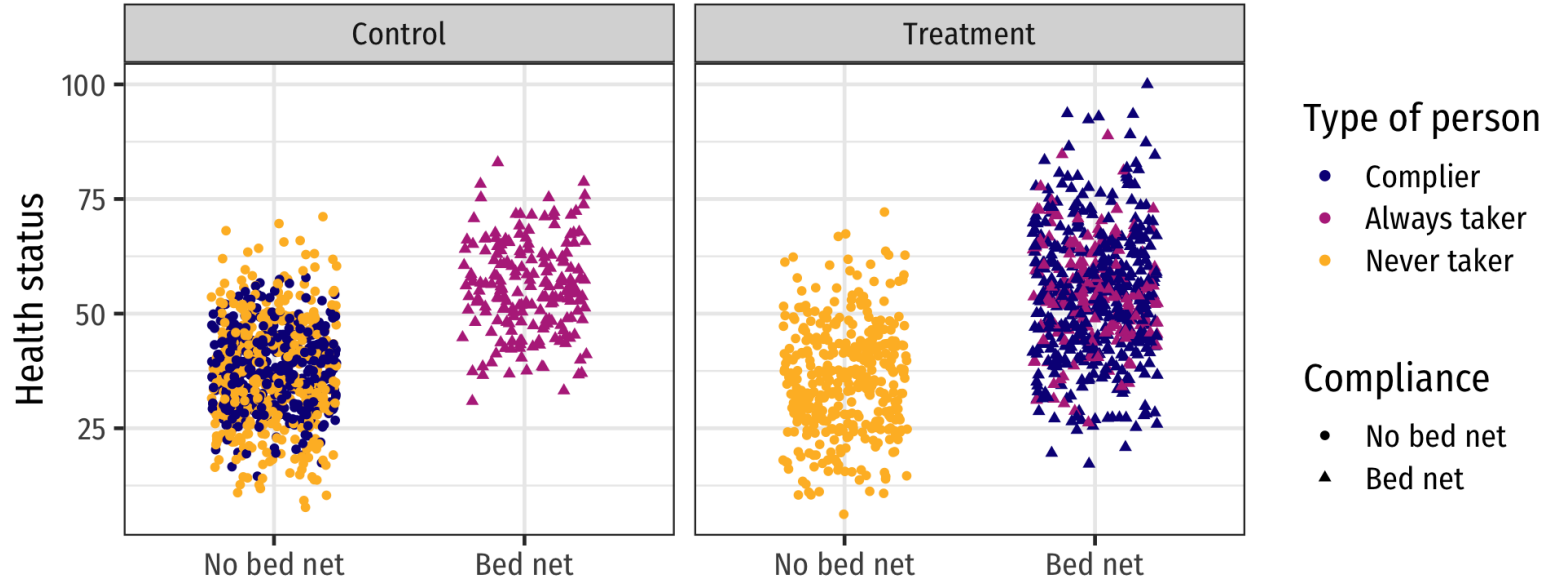 Control
Treatment
Health status
100
75
50
25
No bed net
Bed net
No bed net
Bed net
Type of person
Complier
Always taker
Never taker
Compliance
No bed net
Bed net